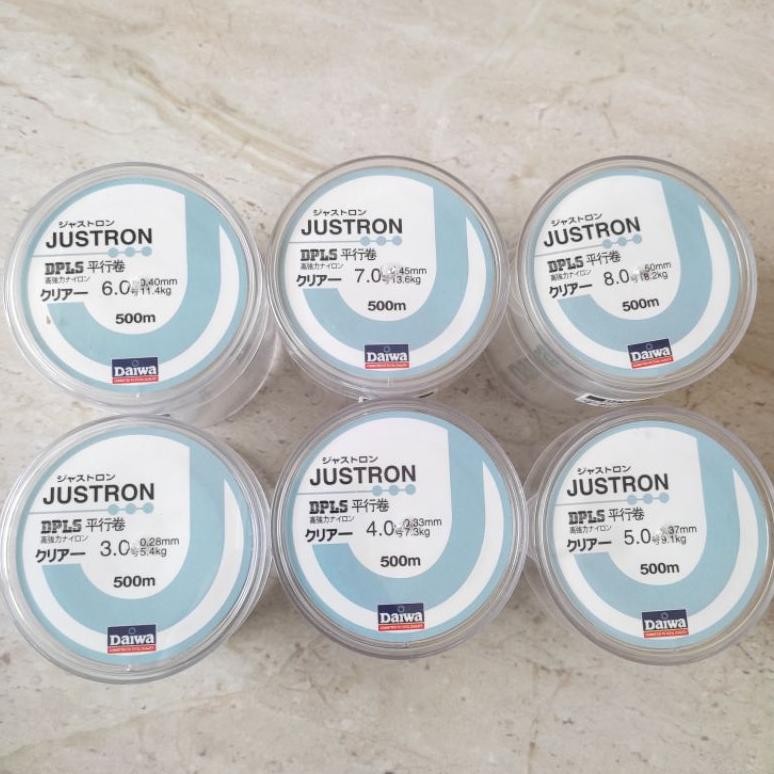 ジャストロン
JUSTRON
DPLS 平行巻
高強力ナイロン
クリアー 6.0号 0.40mm 11.4kg
500m
Daiwa
ジャストロン
JUSTRON
DPLS 平行巻
高強力ナイロン
クリアー 7.0号 .45mm 13.6kg
500m
Daiwa
ジャストロン
JUSTRON
DPLS 平行巻
高強力ナイロン
クリアー 8.0号 .50mm 18.2kg
500m
Daiwa
ジャストロン
JUSTRON
DPLS 平行巻
高強力ナイロン
クリアー 3.0号 0.28mm 5.4kg
500m
Daiwa
ジャストロン
JUSTRON
DPLS 平行巻
高強力ナイロン
クリアー 4.0号 0.33mm 7.3kg
500m
Daiwa
ジャストロン
JUSTRON
DPLS 平行巻
高強力ナイロン
クリアー 5.0号 .37mm 9.1kg
500m
Daiwa